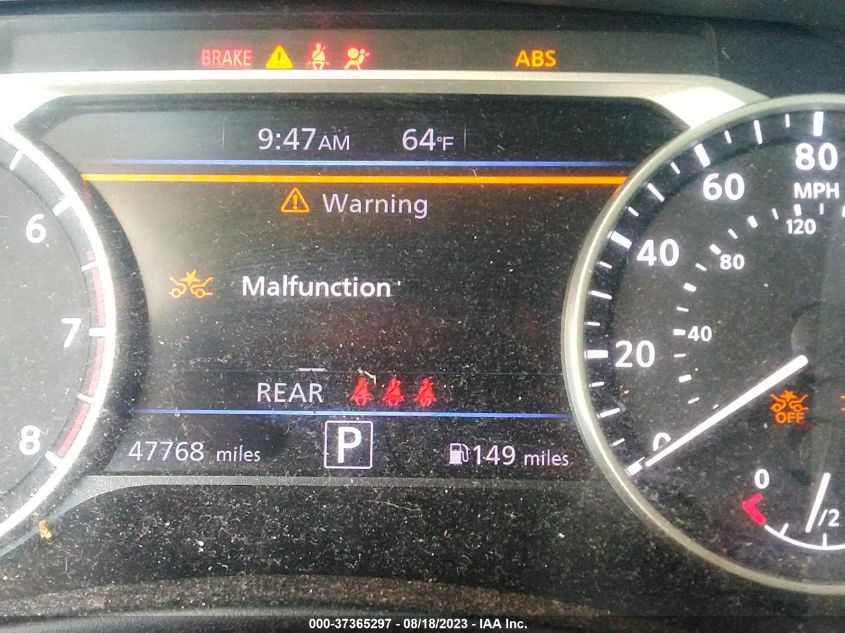 BRAKE ABS
9:47AM 64°F
Warning
Malfunction
REAR
47768 miles P 149 miles
6
7
8
0
20
40
60
80
MPH
40
80
120
OFF
0
1/2
000-37365297 - 08/18/2023 - IAA Inc.